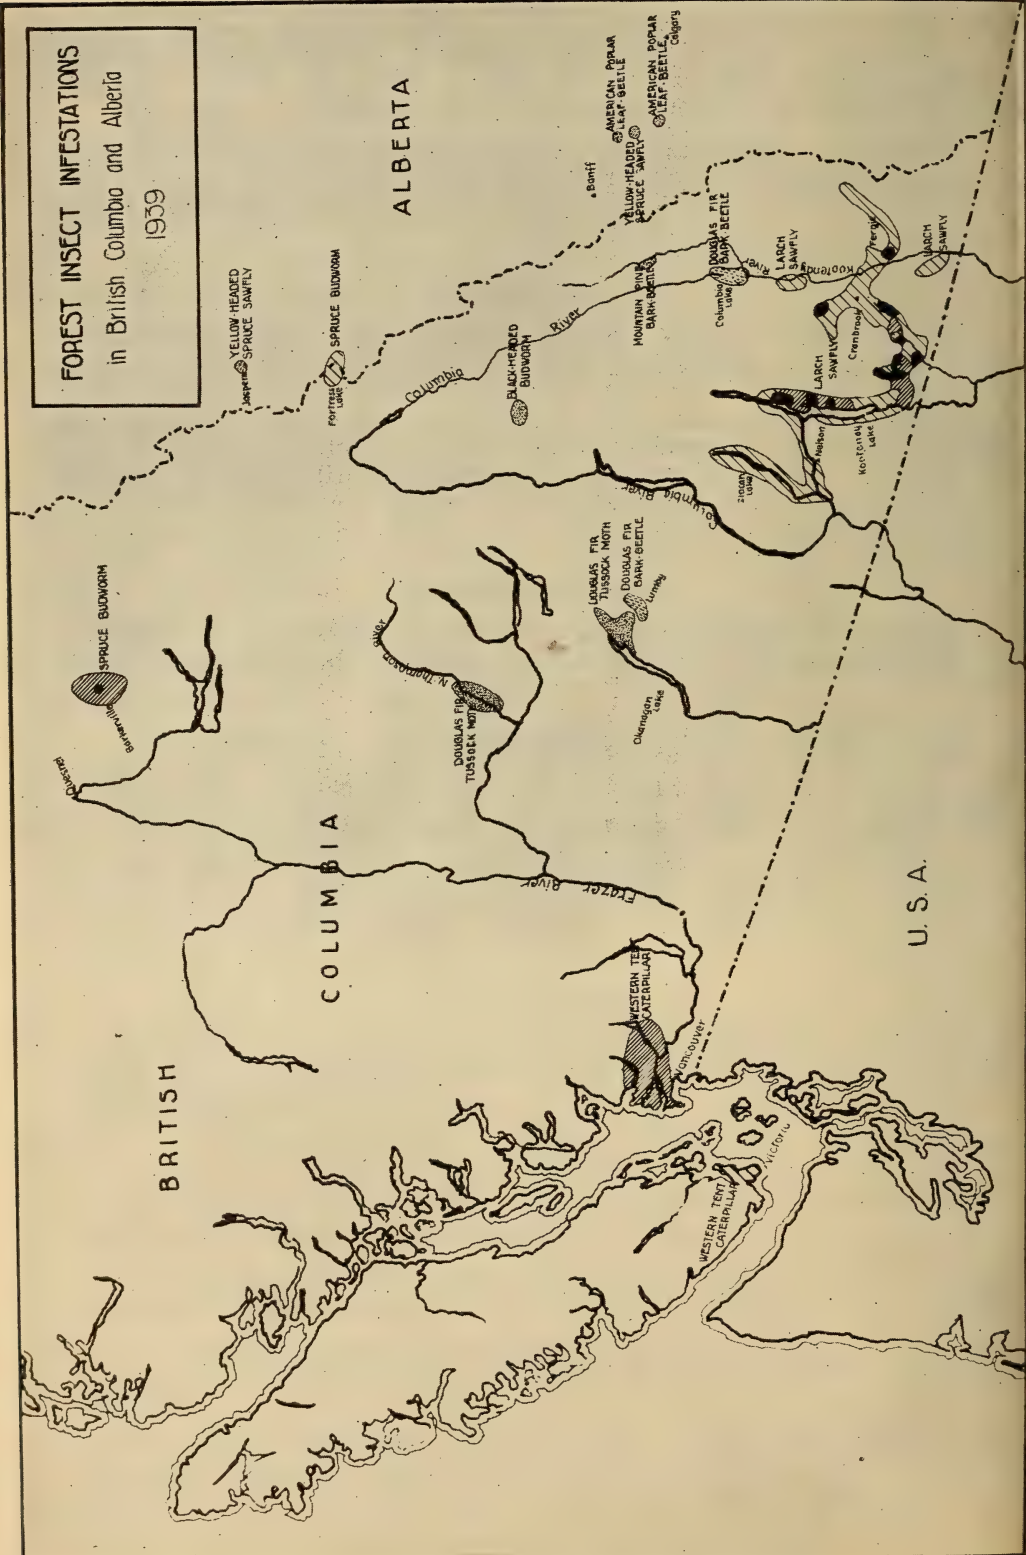 FOREST INSECT INFESTATIONS
in British Columbia and Alberta
1939
ALBERTA
BRITISH
COLUMBIA
U. S. A.
Jasper
YELLOW-HEADED
SPRUCE SAWFLY
Fortress
Lake
SPRUCE BUDWORM
SPRUCE BUDWORM
Barkerville
Quesnel
Columbia
River
BLACK-HEADED
BUDWORM
Banff
AMERICAN POPLAR
LEAF-BEETLE
AMERICAN POPLAR
LEAF-BEETLE
Calgary
YELLOW-HEADED
SPRUCE SAWFLY
MOUNTAIN PINE
BARK-BEETLE
DOUGLAS FIR
BARK-BEETLE
Columbia
Lake
Kootenay
River
LARCH
SAWFLY
Fernie
LARCH
SAWFLY
Cranbrook
LARCH
SAWFLY
Kootenay
Lake
Nelson
Slocan
Lake
Columbia River
DOUGLAS FIR
TUSSOCK MOTH
DOUGLAS FIR
BARK-BEETLE
Lumby
Okanagan
Lake
N. Thompson
River
DOUGLAS FIR
TUSSOCK MOTH
Frazer River
WESTERN TENT
CATERPILLAR
Vancouver
Victoria
WESTERN TENT
CATERPILLAR